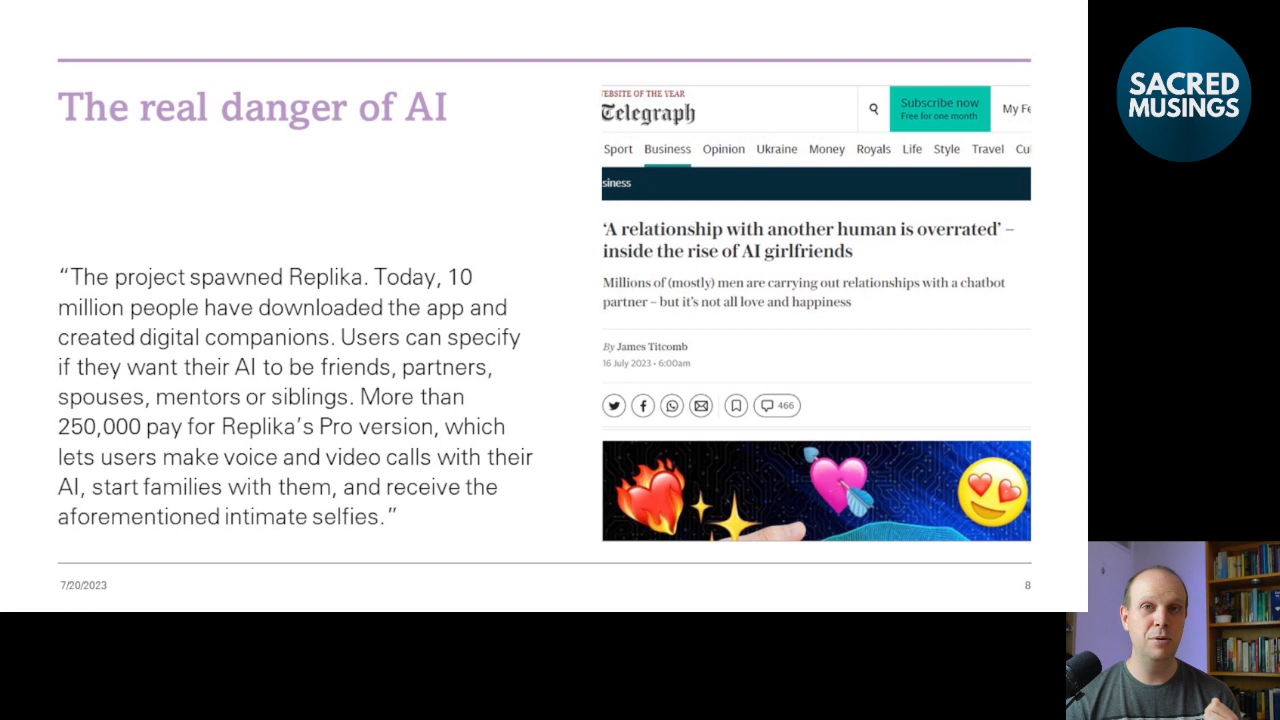 The real danger of AI
“The project spawned Replika. Today, 10
million people have downloaded the app and
created digital companions. Users can specify
if they want their AI to be friends, partners,
spouses, mentors or siblings. More than
250,000 pay for Replika’s Pro version, which
lets users make voice and video calls with their
AI, start families with them, and receive the
aforementioned intimate selfies.”
EBSITE OF THE YEAR
Telegraph
Subscribe now
Free for one month
My Fe
Sport Business Opinion Ukraine Money Royals Life Style Travel Cul
siness
‘A relationship with another human is overrated’ –
inside the rise of AI girlfriends
Millions of (mostly) men are carrying out relationships with a chatbot
partner – but it’s not all love and happiness
By James Titcomb
16 July 2023 • 6:00am
466
7/20/2023
8
SACRED
MUSINGS